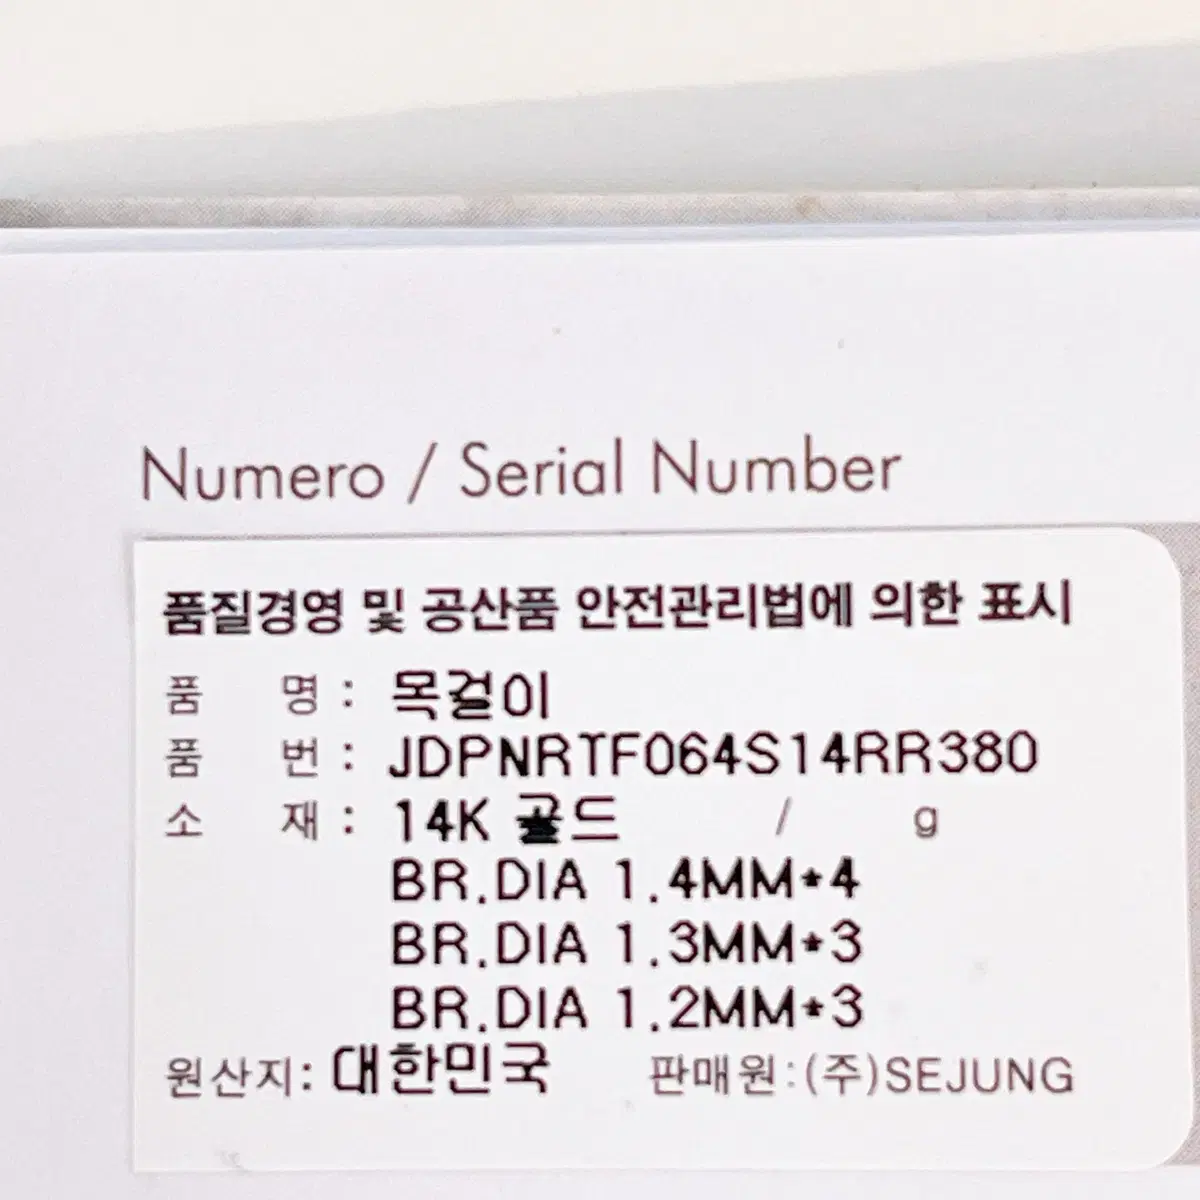 Numero / Serial Number
품질경영 및 공산품 안전관리법에 의한 표시
품 명 : 목걸이
품 번 : JDPNRTF064S14RR380
소 재 : 14K 골드 / g
BR.DIA 1.4MM*4
BR.DIA 1.3MM*3
BR.DIA 1.2MM*3
원산지: 대한민국 판매원:(주)SEJUNG